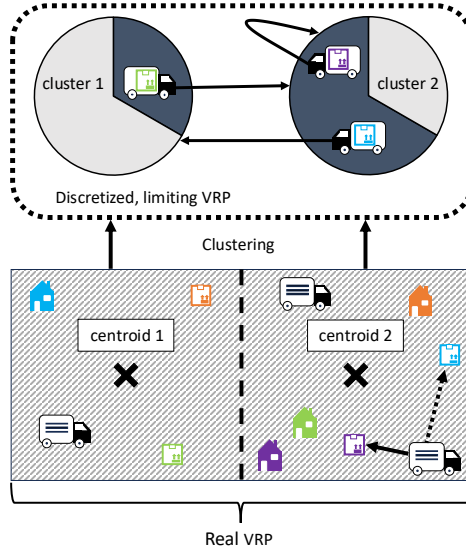 cluster 1
cluster 2
Discretized, limiting VRP
Clustering
centroid 1
centroid 2
Real VRP